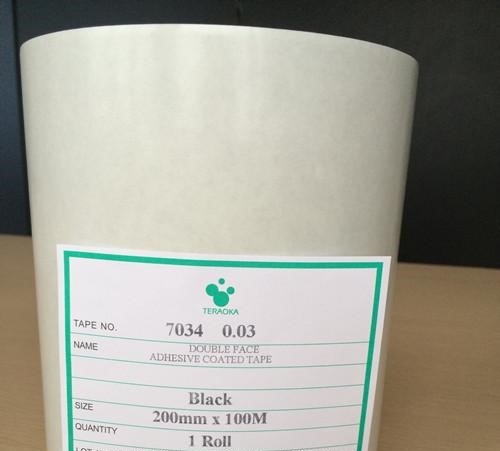 TERAOKA
TAPE NO. 7034 0.03
NAME DOUBLE FACE
ADHESIVE COATED TAPE
Black
SIZE 200mm x 100M
QUANTITY 1 Roll